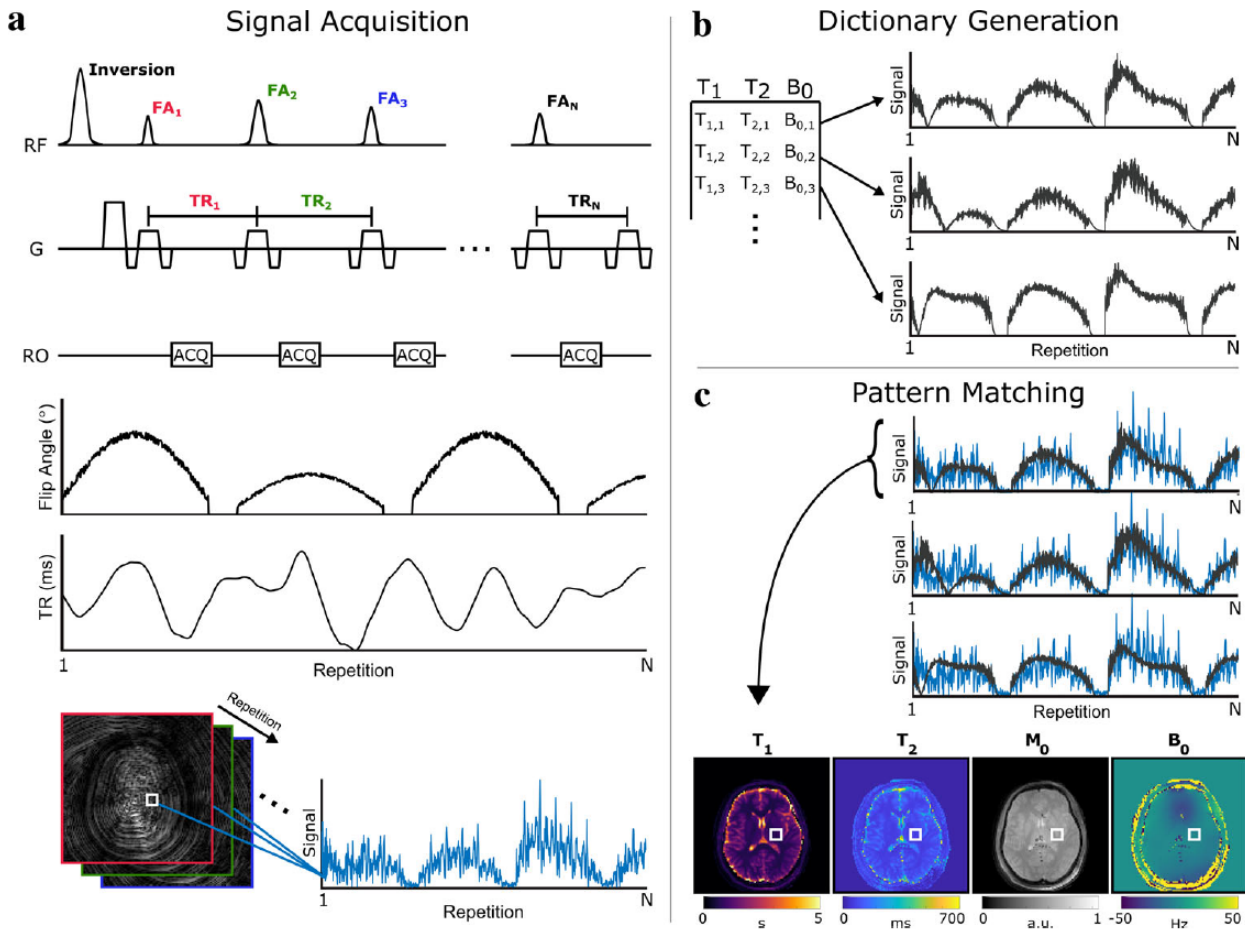 a Signal Acquisition
Inversion
FA1
FA2
FA3
FAN
RF
TR1
TR2
TRN
G
...
RO
ACQ ACQ ACQ ACQ
Flip Angle (°)
TR (ms)
1 Repetition N
Repetition
...
Signal
1 Repetition N
b Dictionary Generation
T1 T2 B0
T1,1 T2,1 B0,1
T1,2 T2,2 B0,2
T1,3 T2,3 B0,3
...
Signal
1 N
Signal
1 N
Signal
1 Repetition N
c Pattern Matching
Signal
1 N
Signal
1 N
Signal
1 Repetition N
T1 T2 M0 B0
0 s 5
0 ms 700
0 a.u. 1
-50 Hz 50